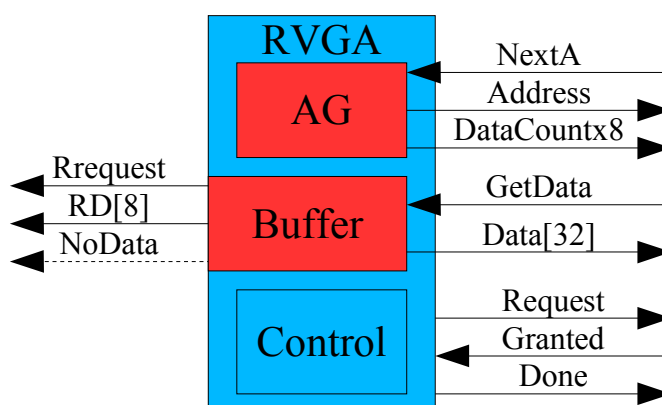 RVGA
NextA
AG
Address
DataCountx8
Rrequest
GetData
RD[8]
Buffer
NoData
Data[32]
Request
Control
Granted
Done